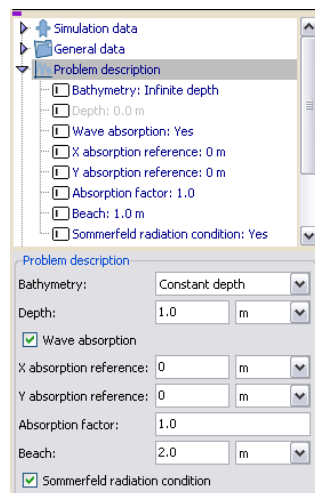 Simulation data
General data
Problem description
Bathymetry: Infinite depth
Depth: 0.0 m
Wave absorption: Yes
X absorption reference: 0 m
Y absorption reference: 0 m
Absorption factor: 1.0
Beach: 1.0 m
Sommerfeld radiation condition: Yes
Problem description
Bathymetry: Constant depth
Depth: 1.0 m
Wave absorption
X absorption reference: 0 m
Y absorption reference: 0 m
Absorption factor: 1.0
Beach: 2.0 m
Sommerfeld radiation condition